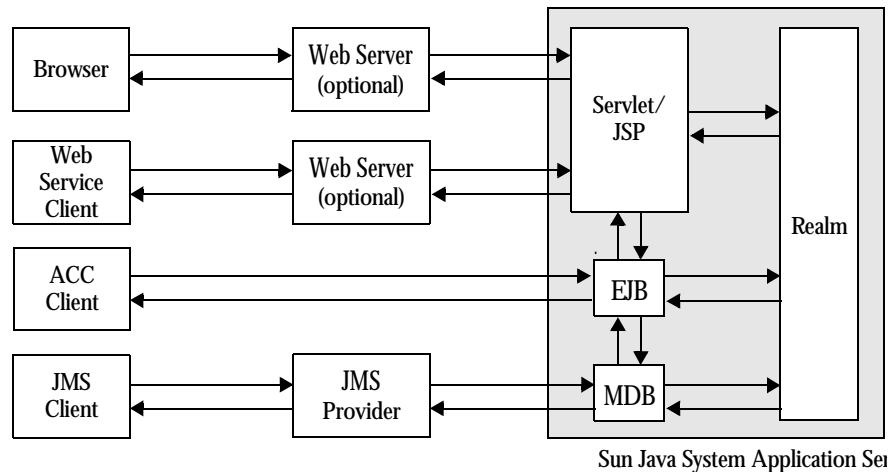 Browser
Web Server
(optional)
Servlet/
JSP
Web
Service
Client
Web Server
(optional)
Realm
ACC
Client
EJB
JMS
Client
JMS
Provider
MDB
Sun Java System Application Ser